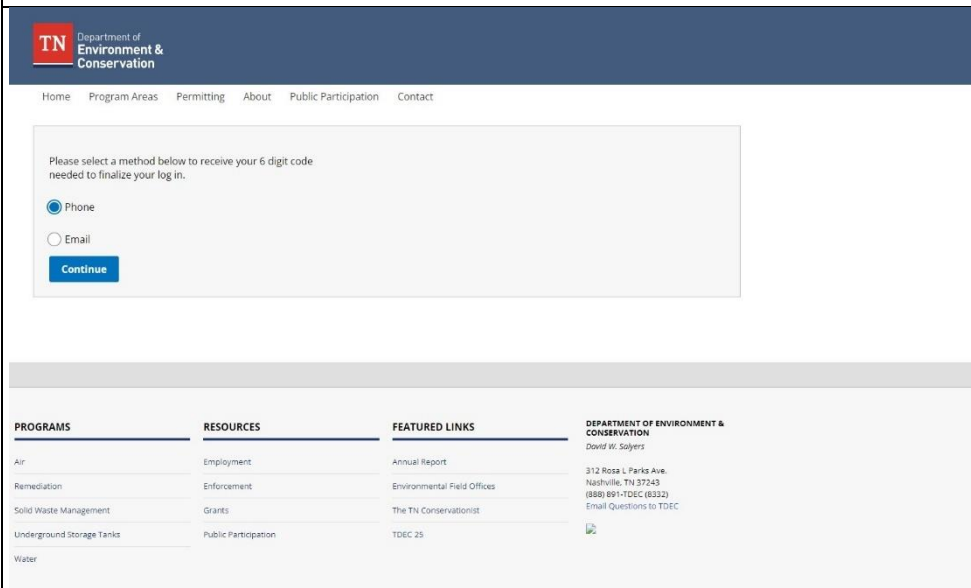 TN
Department of
Environment &
Conservation
Home Program Areas Permitting About Public Participation Contact
Please select a method below to receive your 6 digit code
needed to finalize your log in.
Phone
Email
Continue
PROGRAMS
Air
Remediation
Solid Waste Management
Underground Storage Tanks
Water
RESOURCES
Employment
Enforcement
Grants
Public Participation
FEATURED LINKS
Annual Report
Environmental Field Offices
The TN Conservationist
TDEC 25
DEPARTMENT OF ENVIRONMENT &
CONSERVATION
David W. Salyers
312 Rosa L Parks Ave.
Nashville, TN 37243
(888) 891-TDEC (8332)
Email Questions to TDEC